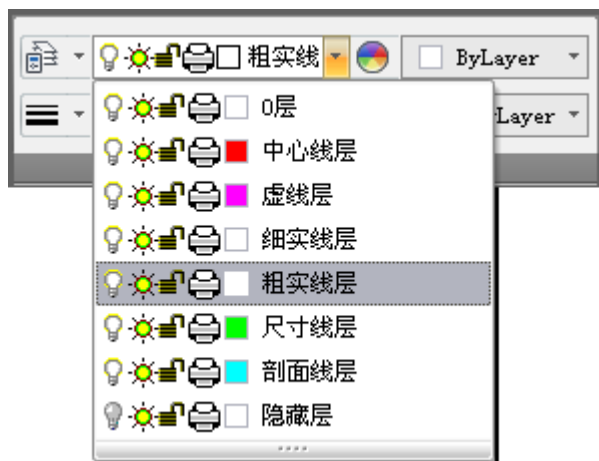 粗实线 ByLayer
0层
Layer
中心线层
虚线层
细实线层
粗实线层
尺寸线层
剖面线层
隐藏层